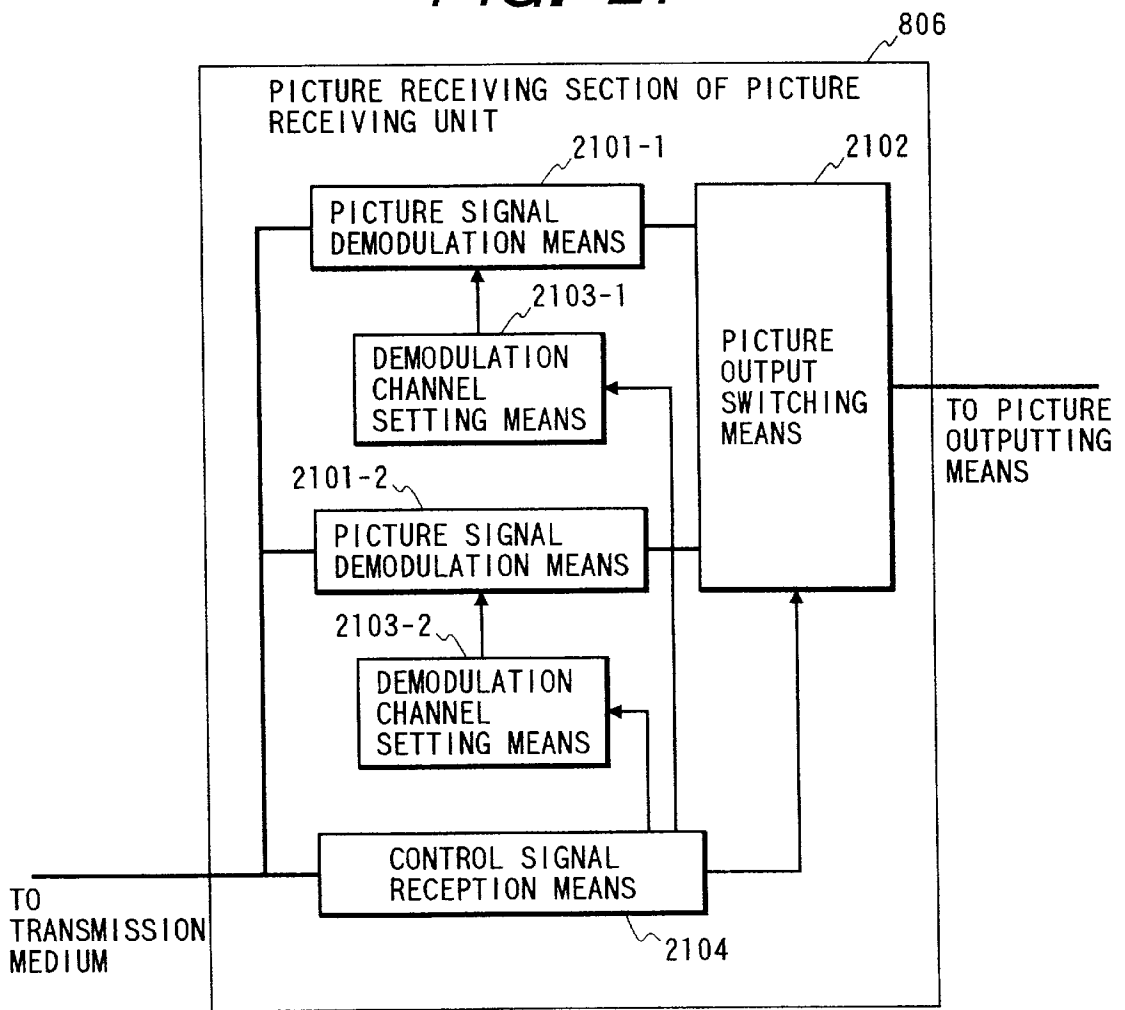 806
PICTURE RECEIVING SECTION OF PICTURE
RECEIVING UNIT
2101-1
2102
PICTURE SIGNAL
DEMODULATION MEANS
2103-1
DEMODULATION
CHANNEL
SETTING MEANS
PICTURE
OUTPUT
SWITCHING
MEANS
TO PICTURE
OUTPUTTING
MEANS
2101-2
PICTURE SIGNAL
DEMODULATION MEANS
2103-2
DEMODULATION
CHANNEL
SETTING MEANS
CONTROL SIGNAL
RECEPTION MEANS
2104
TO
TRANSMISSION
MEDIUM